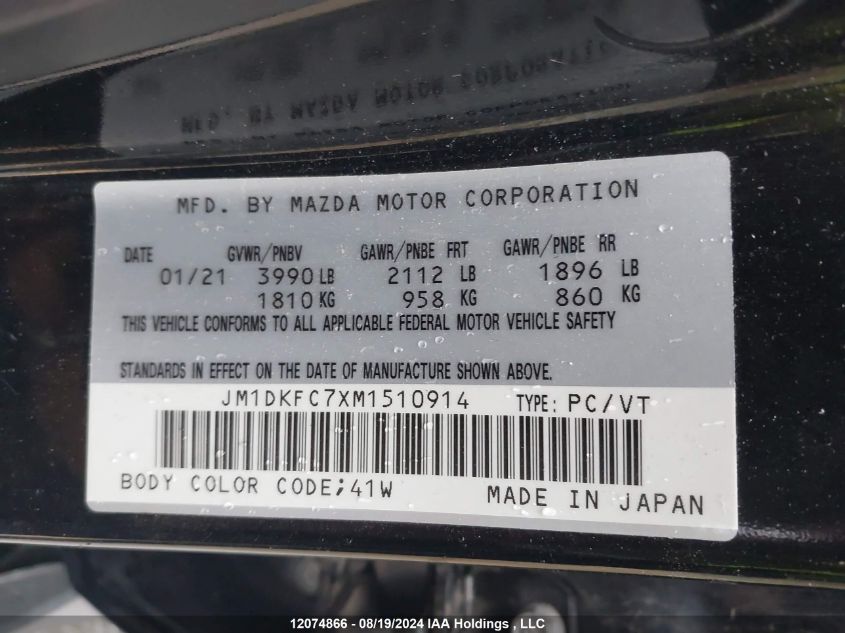 MFD. BY MAZDA MOTOR CORPORATION
DATE GVWR/PNBV GAWR/PNBE FRT GAWR/PNBE RR
01/21 3990 LB 2112 LB 1896 LB
1810 KG 958 KG 860 KG
THIS VEHICLE CONFORMS TO ALL APPLICABLE FEDERAL MOTOR VEHICLE SAFETY
STANDARDS IN EFFECT ON THE DATE OF MANUFACTURE SHOWN ABOVE.
JM1DKFC7XM1510914 TYPE: PC/VT
BODY COLOR CODE;41W MADE IN JAPAN
12074866 - 08/19/2024 IAA Holdings , LLC